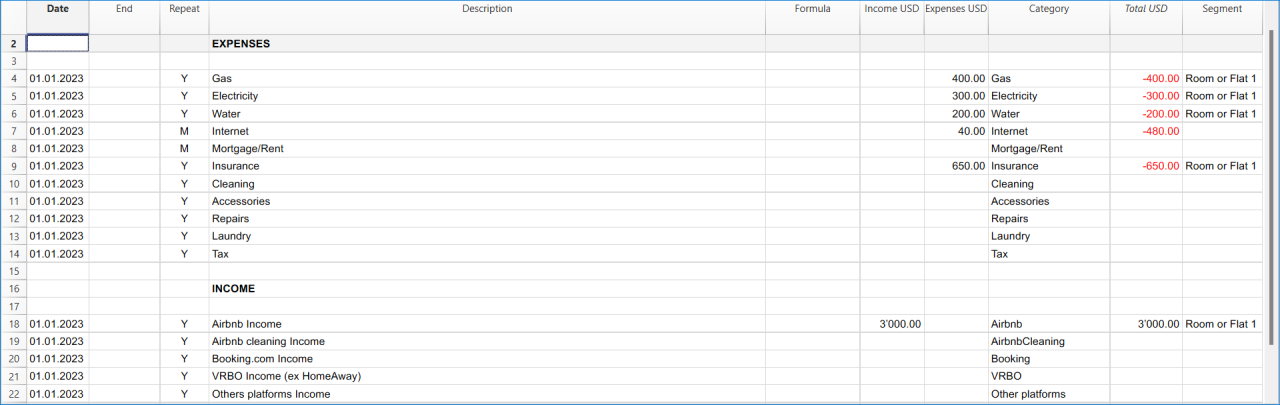 Date End Repeat Description Formula Income USD Expenses USD Category Total USD Segment
2 EXPENSES
3
4 01.01.2023 Y Gas 400.00 Gas -400.00 Room or Flat 1
5 01.01.2023 Y Electricity 300.00 Electricity -300.00 Room or Flat 1
6 01.01.2023 Y Water 200.00 Water -200.00 Room or Flat 1
7 01.01.2023 M Internet 40.00 Internet -480.00
8 01.01.2023 M Mortgage/Rent Mortgage/Rent
9 01.01.2023 Y Insurance 650.00 Insurance -650.00 Room or Flat 1
10 01.01.2023 Y Cleaning Cleaning
11 01.01.2023 Y Accessories Accessories
12 01.01.2023 Y Repairs Repairs
13 01.01.2023 Y Laundry Laundry
14 01.01.2023 Y Tax Tax
15
16 INCOME
17
18 01.01.2023 Y Airbnb Income 3'000.00 Airbnb 3'000.00 Room or Flat 1
19 01.01.2023 Y Airbnb cleaning Income AirbnbCleaning
20 01.01.2023 Y Booking.com Income Booking
21 01.01.2023 Y VRBO Income (ex HomeAway) VRBO
22 01.01.2023 Y Others platforms Income Other platforms